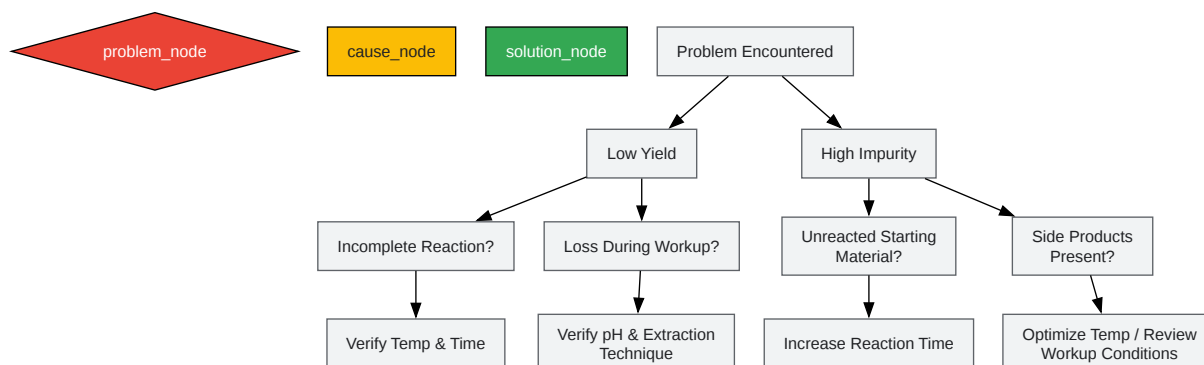 problem_node
cause_node
solution_node
Problem Encountered
Low Yield
High Impurity
Incomplete Reaction?
Loss During Workup?
Unreacted Starting
Material?
Side Products
Present?
Verify Temp & Time
Verify pH & Extraction
Technique
Increase Reaction Time
Optimize Temp / Review
Workup Conditions